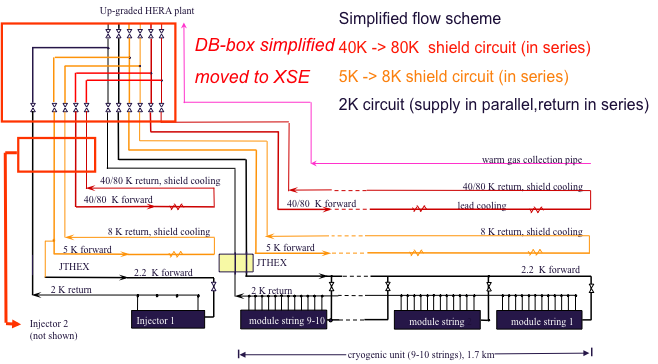 Up-graded HERA plant
Simplified flow scheme
DB-box simplified
moved to XSE
40K -> 80K shield circuit (in series)
5K -> 8K shield circuit (in series)
2K circuit (supply in parallel,return in series)
warm gas collection pipe
40/80 K return, shield cooling
40/80 K return, shield cooling
40/80 K forward
40/80 K forward
lead cooling
8 K return, shield cooling
8 K return, shield cooling
5 K forward
5 K forward
JTHEX
JTHEX
2.2 K forward
2.2 K forward
2 K return
2 K return
Injector 2
(not shown)
Injector 1
module string 9-10
module string
module string 1
cryogenic unit (9-10 strings), 1.7 km